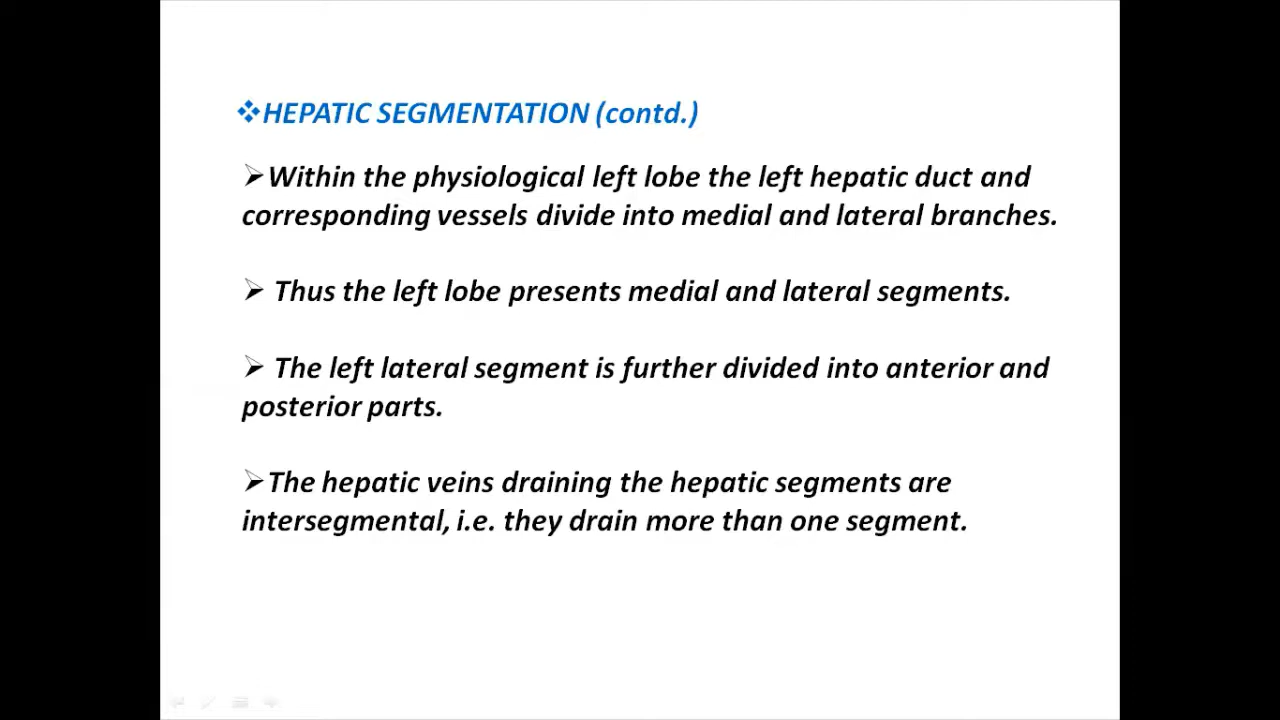 ❖HEPATIC SEGMENTATION (contd.)
➢Within the physiological left lobe the left hepatic duct and
corresponding vessels divide into medial and lateral branches.
➢ Thus the left lobe presents medial and lateral segments.
➢ The left lateral segment is further divided into anterior and
posterior parts.
➢The hepatic veins draining the hepatic segments are
intersegmental, i.e. they drain more than one segment.